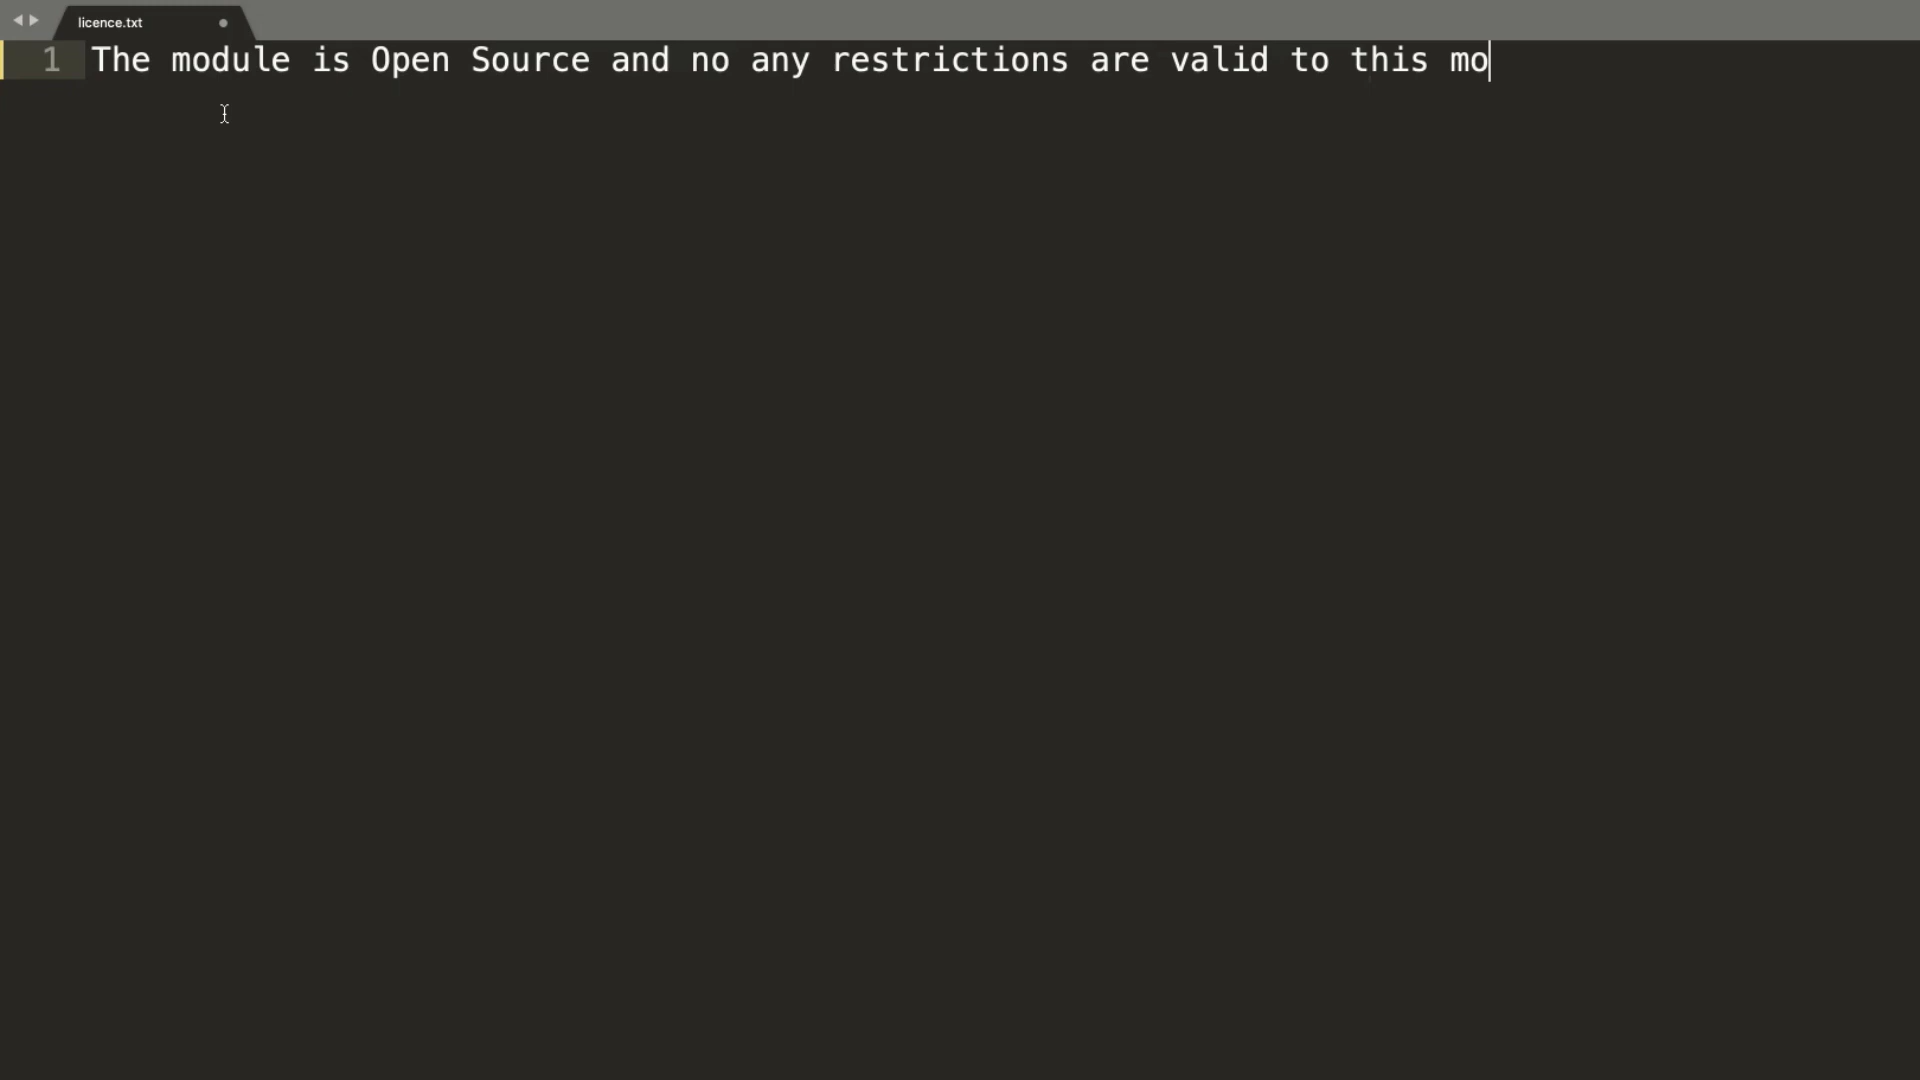 licence.txt
1 The module is Open Source and no any restrictions are valid to this mo